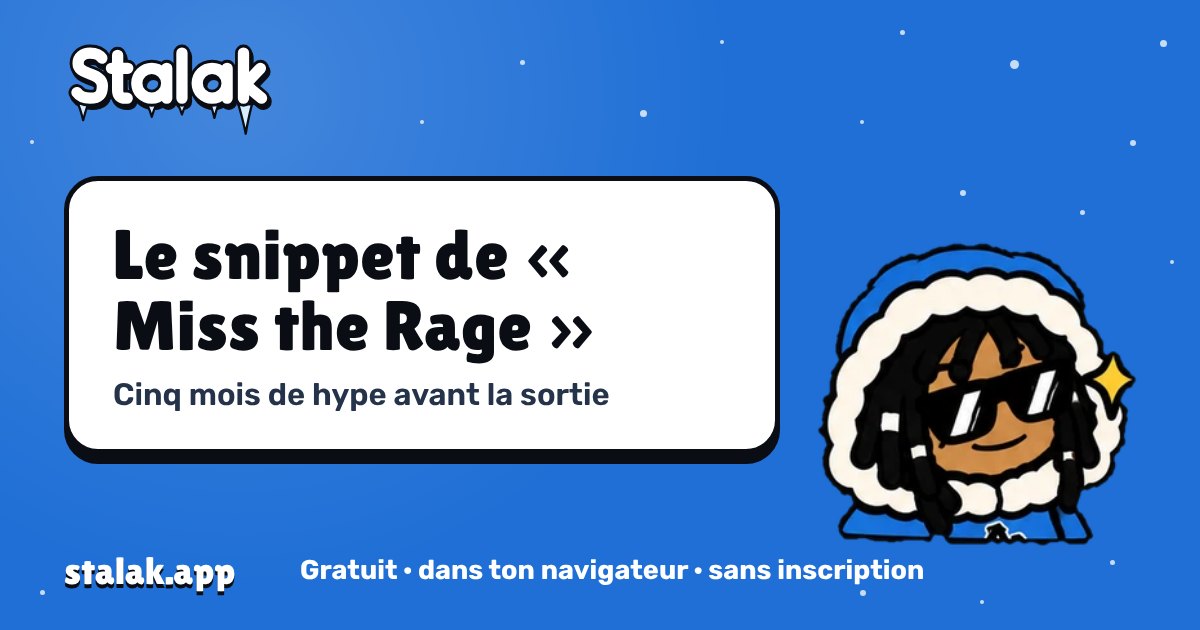 Stalak
Le snippet de «
Miss the Rage »
Cinq mois de hype avant la sortie
stalak.app
Gratuit • dans ton navigateur • sans inscription